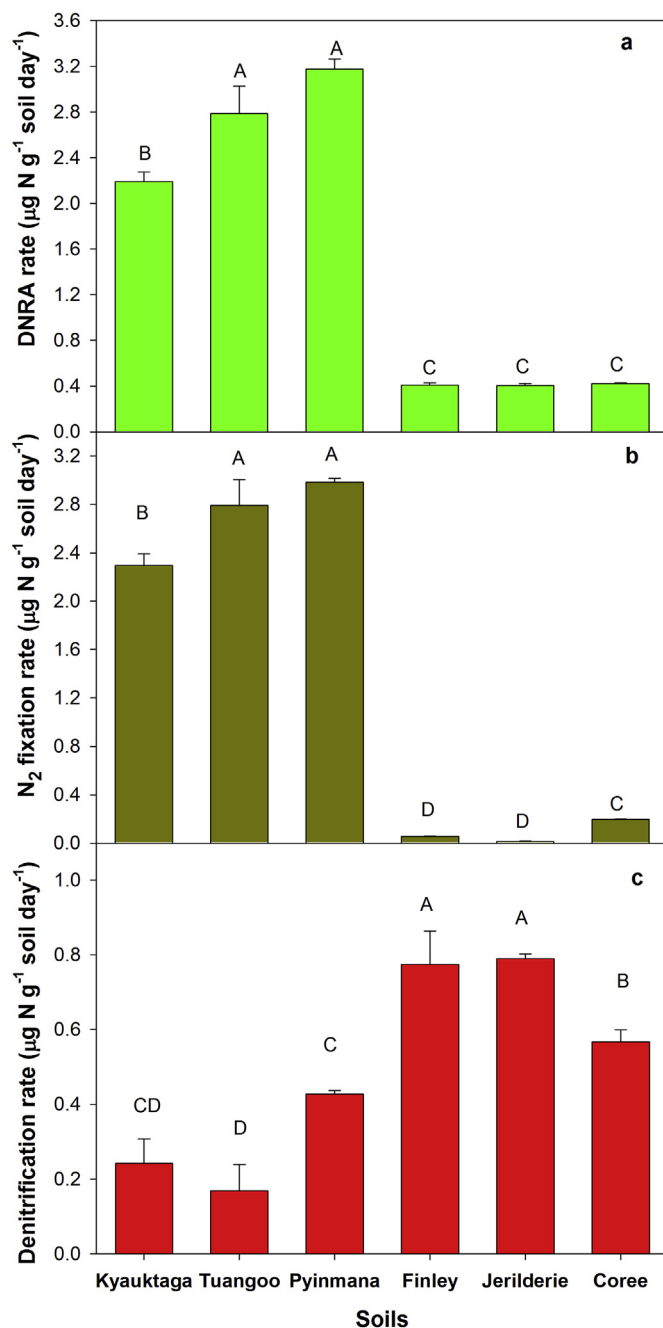 3.6
a
A
A
3.2
2.8
B
2.4
2.0
1.6
1.2
0.8
C
C
C
0.4
0.0
DNRA rate (µg N g-1 soil day-1)
3.2
A
A
b
2.8
B
2.4
2.0
1.6
1.2
0.8
D
D
C
0.4
0.0
N2 fixation rate (µg N g-1 soil day-1)
1.0
c
A
A
0.8
B
0.6
C
0.4
CD
D
0.2
0.0
Denitrification rate (µg N g-1 soil day-1)
Kyauktaga Tuangoo Pyinmana Finley Jerilderie Coree
Soils